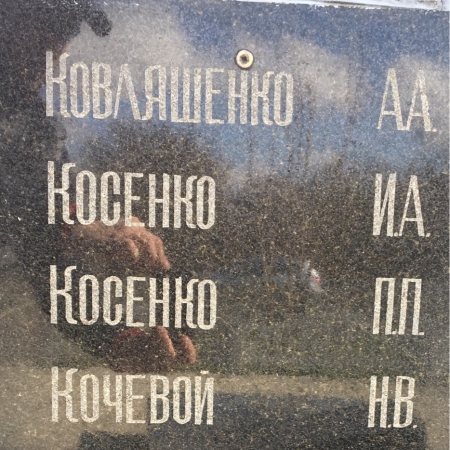 Ковляшенко А.А.
Косенко И.А.
Косенко П.П.
Кочевой Н.В.